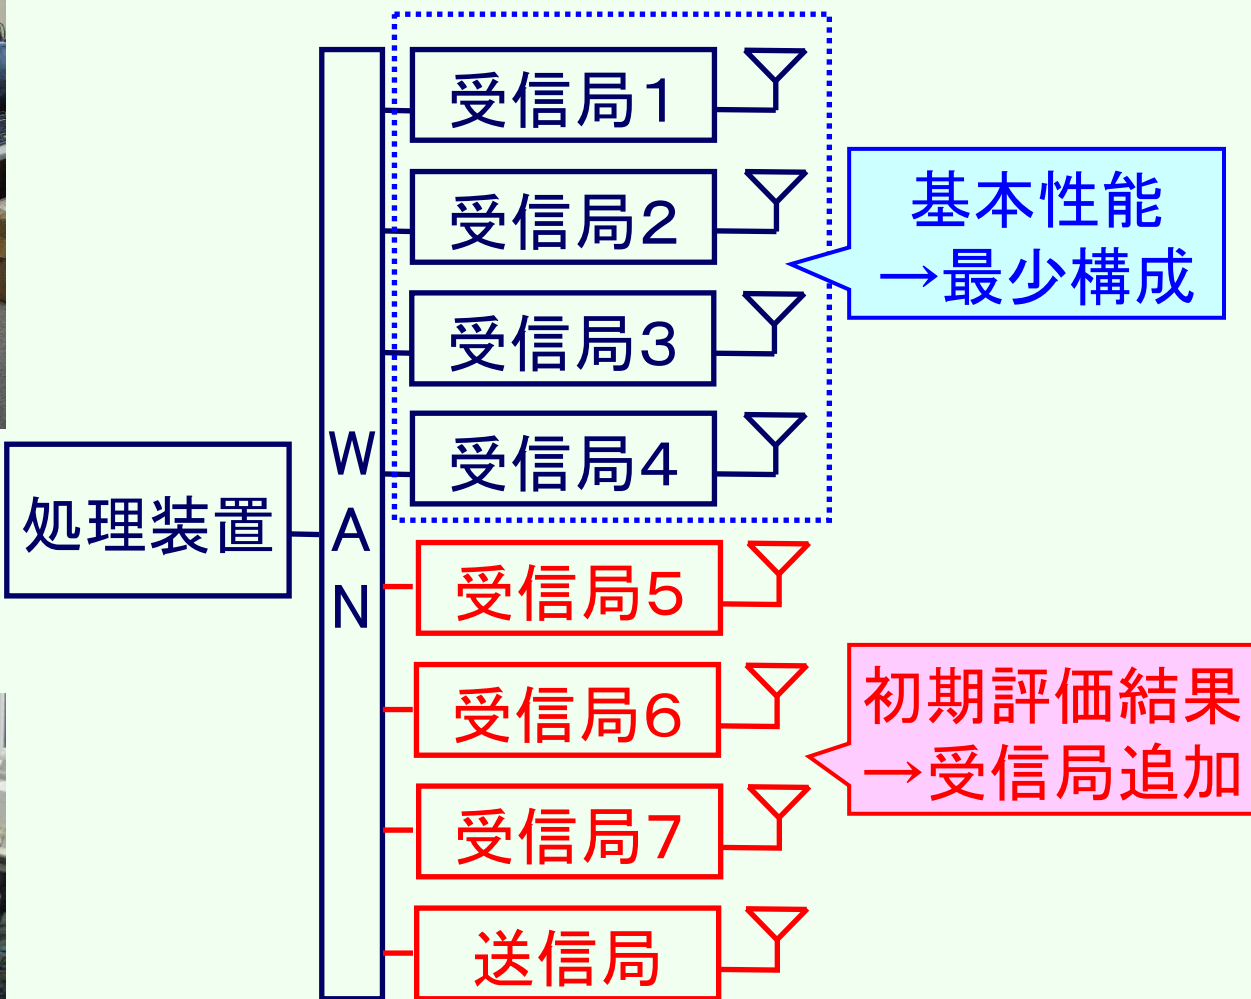 受信局1
受信局2
受信局3
受信局4
基本性能
→最少構成
処理装置
WAN
受信局5
受信局6
受信局7
送信局
初期評価結果
→受信局追加